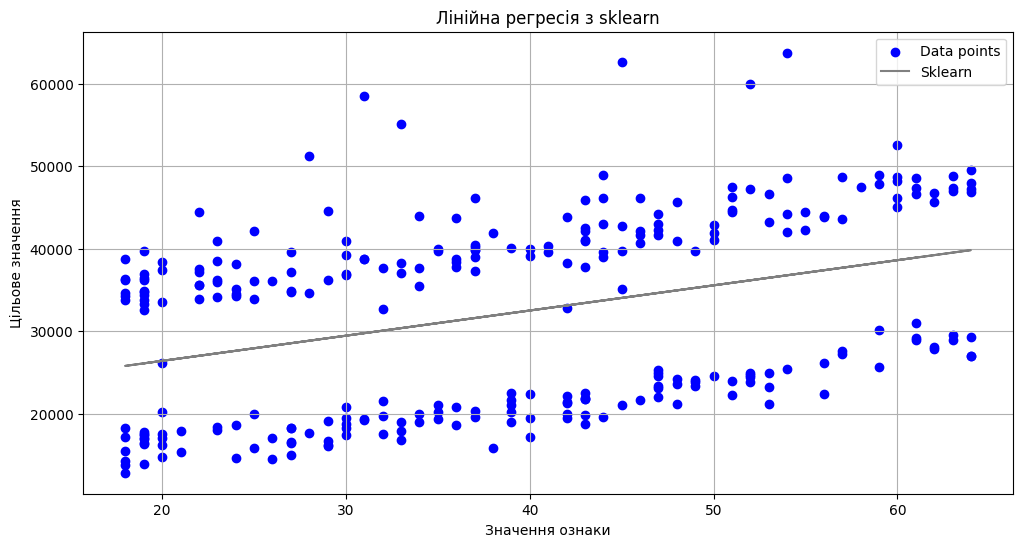 Лінійна регресія з sklearn
Data points
Sklearn
60000
50000
40000
30000
20000
Цільове значення
20
30
40
50
60
Значення ознаки